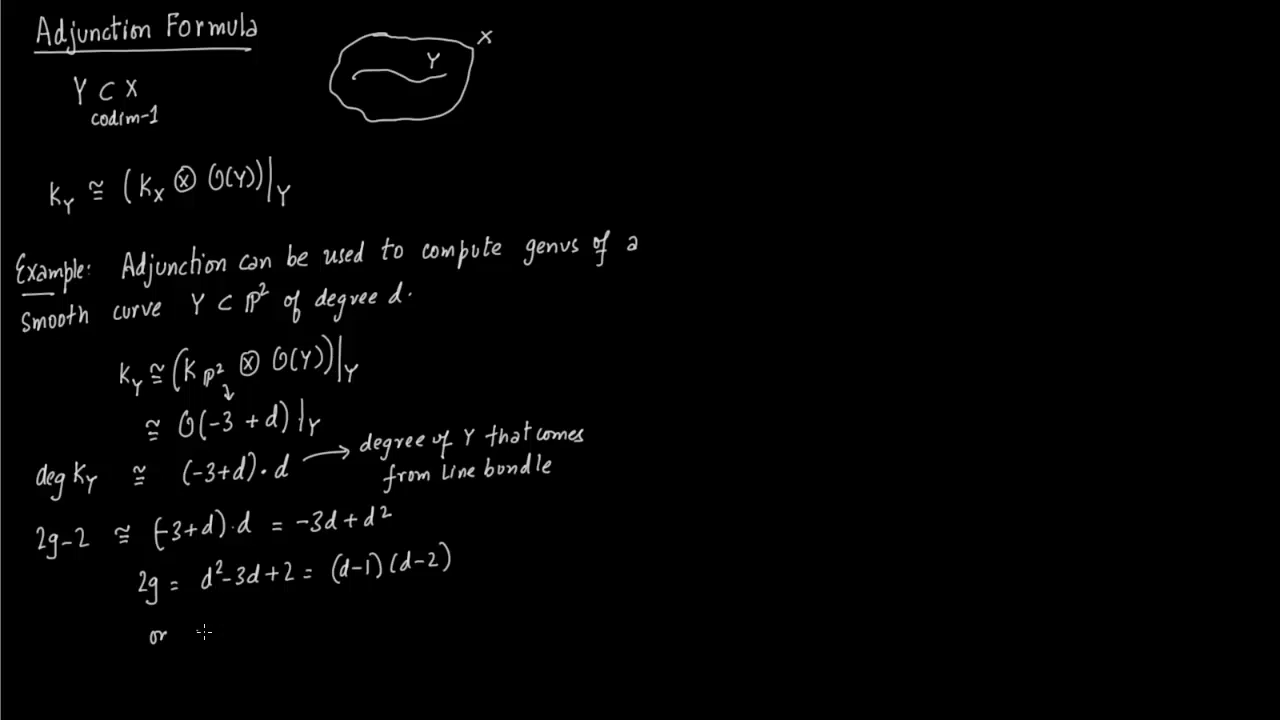 Adjunction Formula
X
Y
Y ⊂ X
codim-1
K_Y ≅ (K_X ⊗ O(Y))|_Y
Example: Adjunction can be used to compute genus of a
smooth curve Y ⊂ ℙ² of degree d.
K_Y ≅ (K_ℙ² ⊗ O(Y))|_Y
≅ O(-3 + d)|_Y
deg K_Y ≅ (-3+d)·d → degree of Y that comes
from line bundle
2g-2 ≅ (-3+d)·d = -3d+d²
2g = d²-3d+2 = (d-1)(d-2)
or